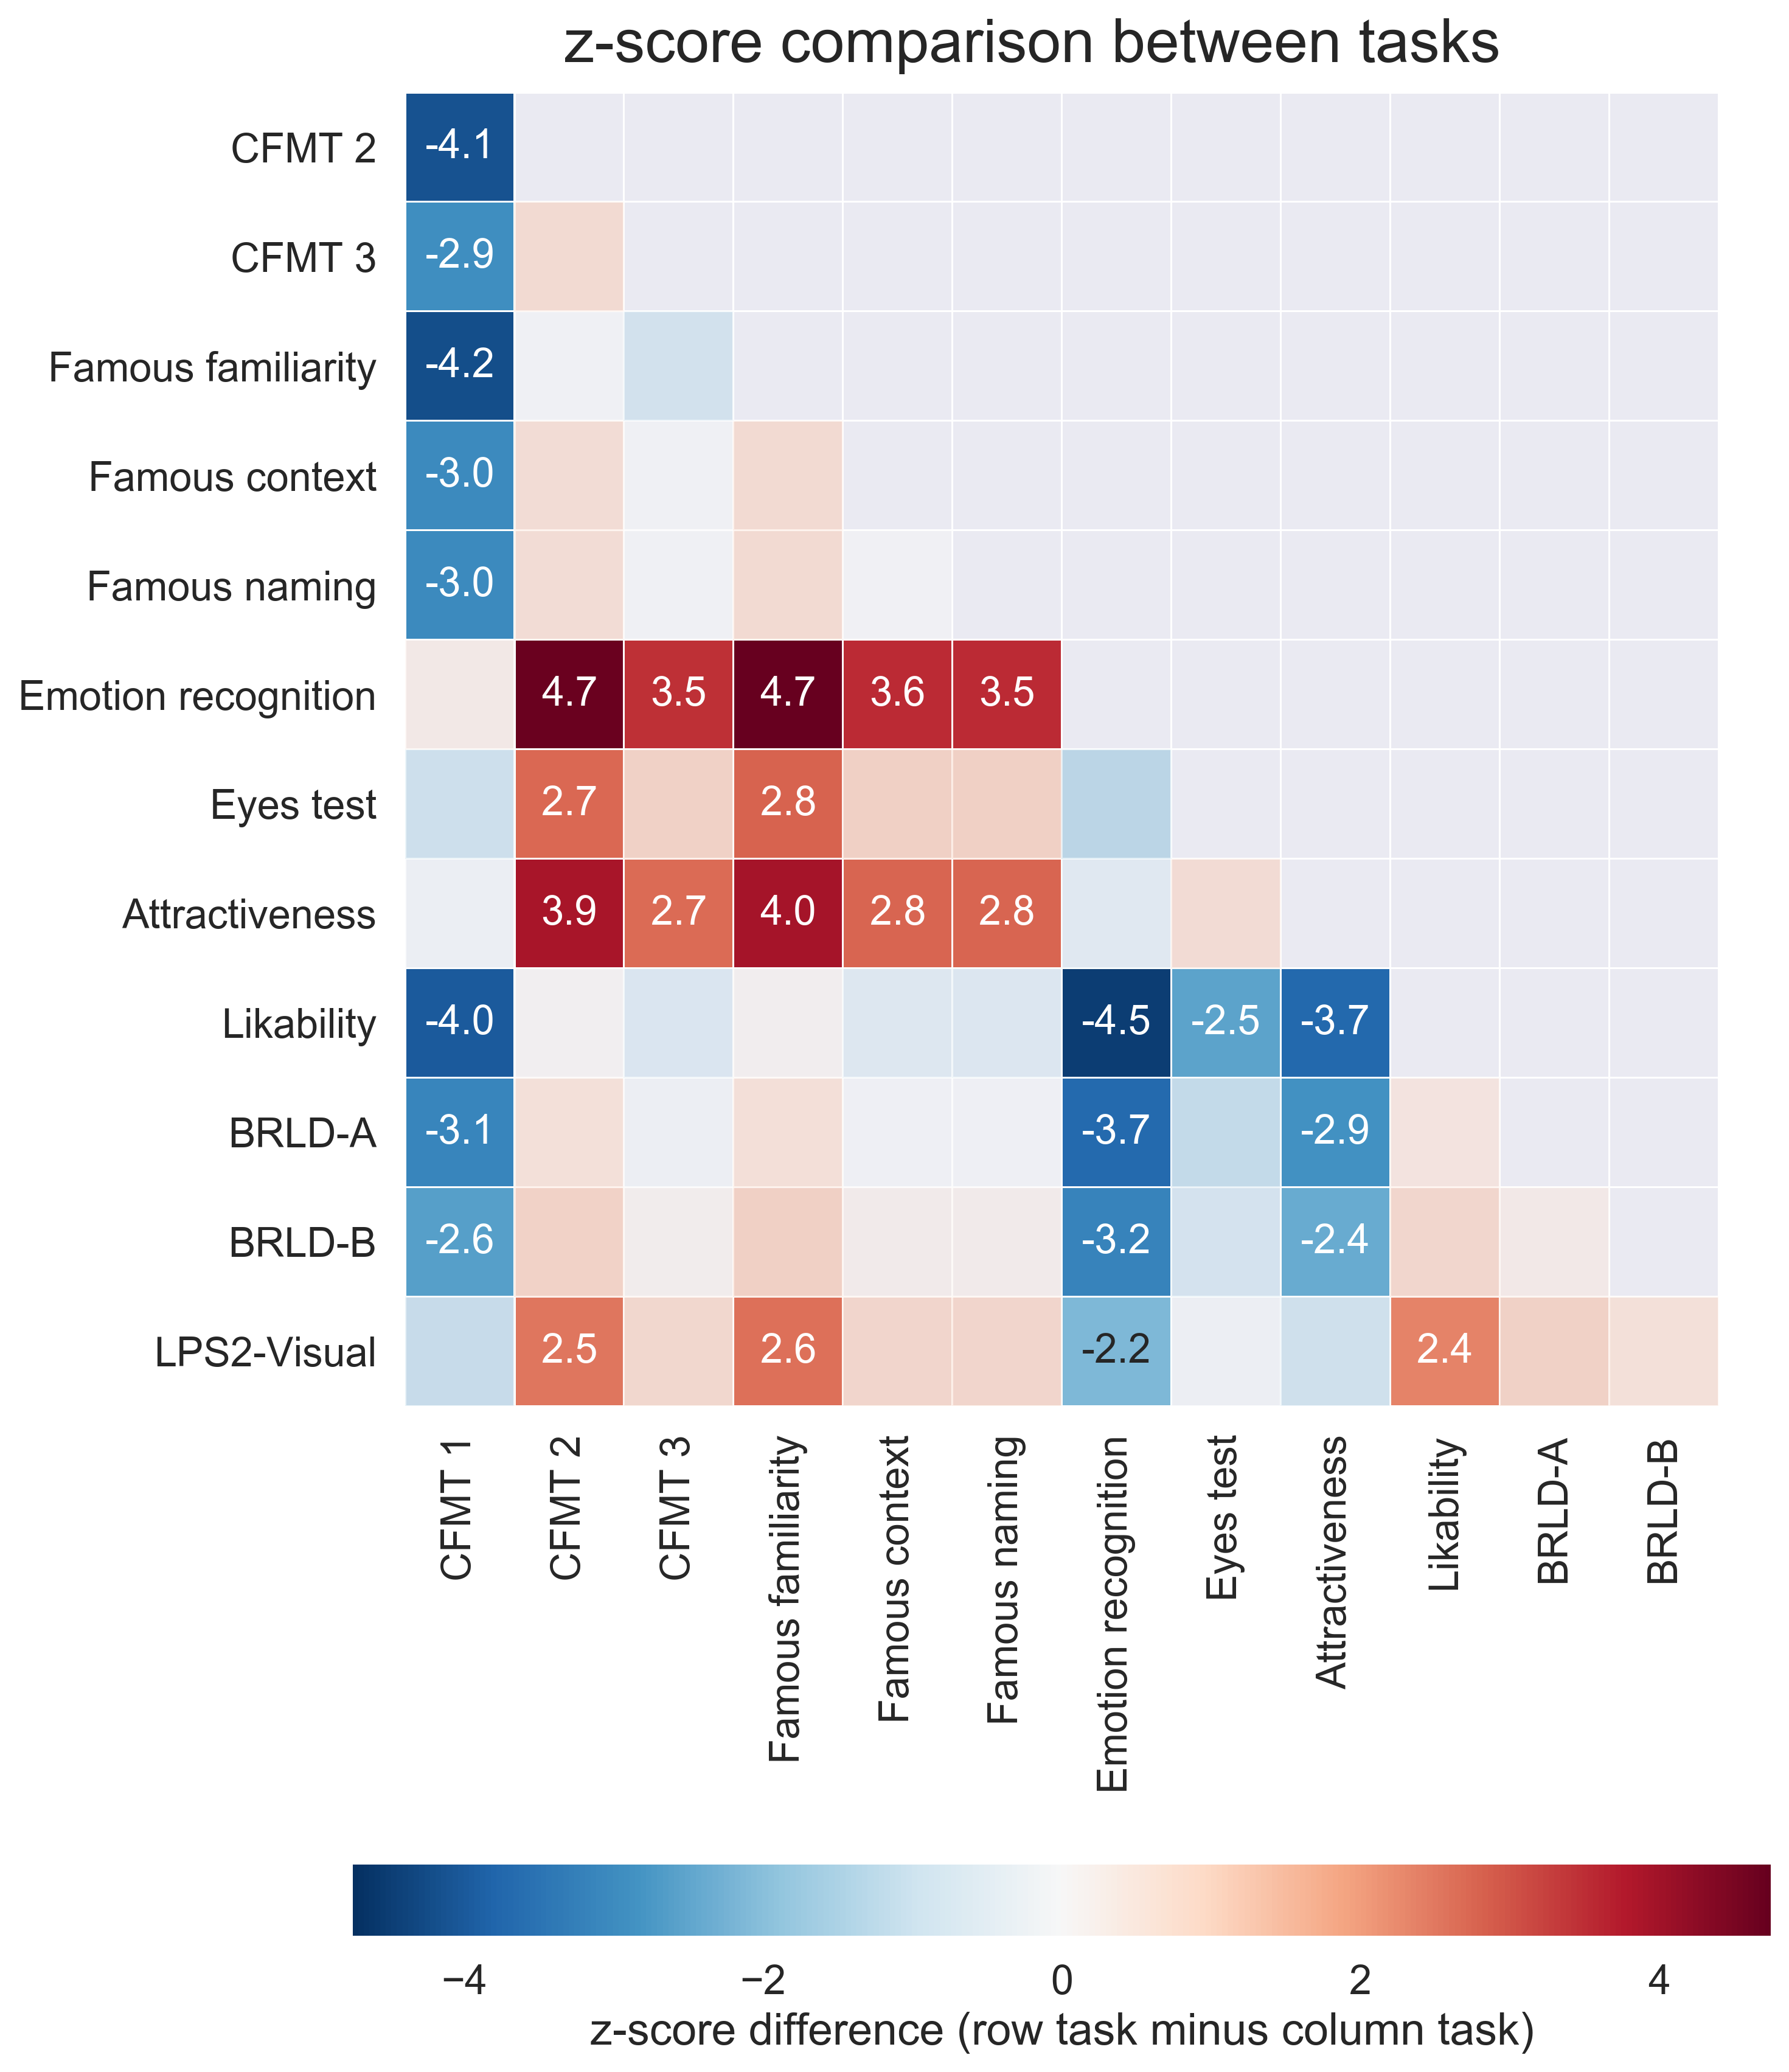 z-score comparison between tasks
CFMT 2 -4.1
CFMT 3 -2.9
Famous familiarity -4.2
Famous context -3.0
Famous naming -3.0
Emotion recognition 4.7 3.5 4.7 3.6 3.5
Eyes test 2.7 2.8
Attractiveness 3.9 2.7 4.0 2.8 2.8
Likability -4.0 -4.5 -2.5 -3.7
BRLD-A -3.1 -3.7 -2.9
BRLD-B -2.6 -3.2 -2.4
LPS2-Visual 2.5 2.6 -2.2 2.4
CFMT 1
CFMT 2
CFMT 3
Famous familiarity
Famous context
Famous naming
Emotion recognition
Eyes test
Attractiveness
Likability
BRLD-A
BRLD-B
−4 −2 0 2 4
z-score difference (row task minus column task)